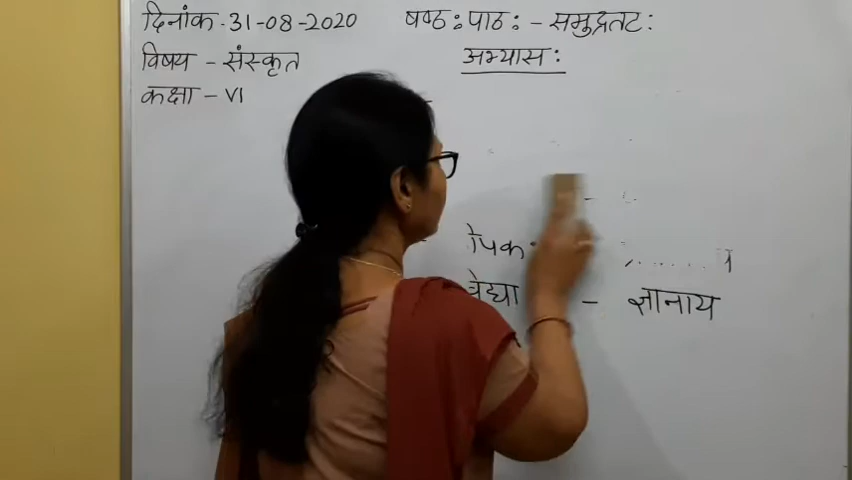 दिनांक - 31-08-2020 षष्ठ: पाठ: - समुद्रतट:
विषय - संस्कृत अभ्यास:
कक्षा - VI
-
ज्ञानाय